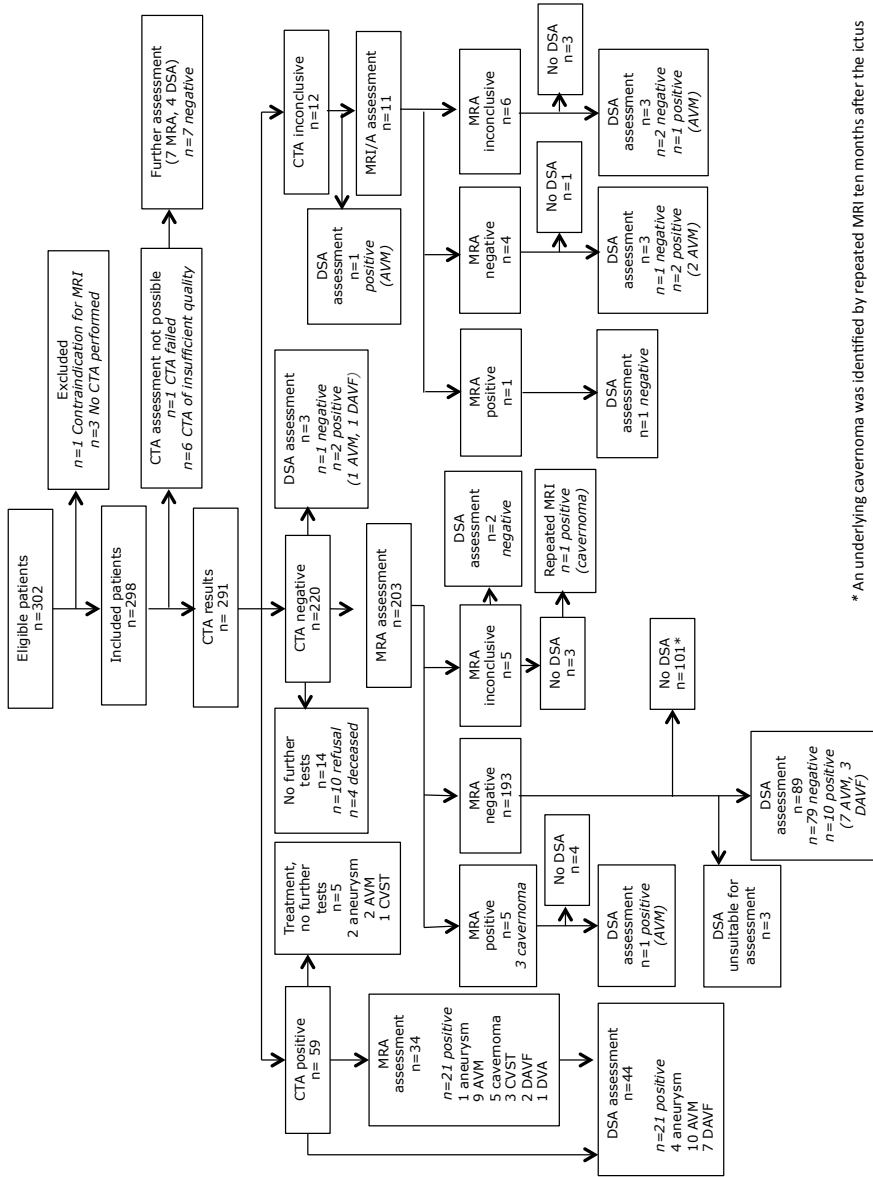 Eligible patients
n=302
Excluded
n=1 Contraindication for MRI
n=3 No CTA performed
Included patients
n=298
CTA assessment not possible
n=1 CTA failed
n=6 CTA of insufficient quality
Further assessment
(7 MRA, 4 DSA)
n=7 negative
CTA results
n= 291
CTA positive
n= 59
Treatment,
no further
tests
n=5
2 aneurysm
2 AVM
1 CVST
MRA
assessment
n=34
n=21 positive
1 aneurysm
9 AVM
5 cavernoma
3 CVST
2 DAVF
1 DVA
DSA assessment
n=44
n=21 positive
4 aneurysm
10 AVM
7 DAVF
CTA negative
n=220
No further
tests
n=14
n=10 refusal
n=4 deceased
DSA assessment
n=3
n=1 negative
n=2 positive
(1 AVM, 1 DAVF)
MRA assessment
n=203
MRA
positive
n=5
3 cavernoma
No DSA
n=4
DSA
assessment
n=1 positive
(AVM)
MRA
negative
n=193
No DSA
n=101*
DSA
unsuitable for
assessment
n=3
DSA
assessment
n=89
n=79 negative
n=10 positive
(7 AVM, 3
DAVF)
MRA
inconclusive
n=5
DSA
assessment
n=2
negative
No DSA
n=3
Repeated MRI
n=1 positive
(cavernoma)
CTA inconclusive
n=12
DSA
assessment
n=1
positive
(AVM)
MRI/A assessment
n=11
MRA
positive
n=1
DSA
assessment
n=1 negative
MRA
negative
n=4
No DSA
n=1
DSA
assessment
n=3
n=1 negative
n=2 positive
(2 AVM)
MRA
inconclusive
n=6
No DSA
n=3
DSA
assessment
n=3
n=2 negative
n=1 positive
(AVM)
* An underlying cavernoma was identified by repeated MRI ten months after the ictus